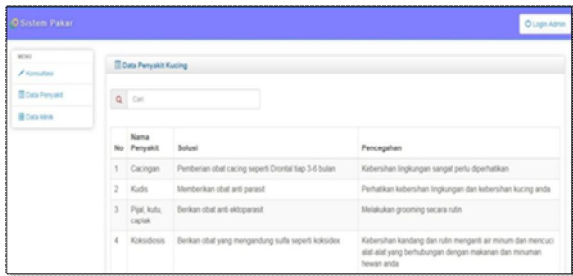 Sistem Pakar
Login Admin
MENU
Konsultasi
Data Penyakit
Data klinik
Data Penyakit Kucing
Cari
No Nama Penyakit Solusi Pencegahan
1 Cacingan Pemberian obat cacing seperti Drontal tiap 3-6 bulan Kebersihan lingkungan sangat perlu diperhatikan
2 Kudis Memberikan obat anti parasit Perhatikan kebersihan lingkungan dan kebersihan kucing anda
3 Pijal, kutu, caplak Berikan obat anti ektoparasit Melakukan grooming secara rutin
4 Koksidiosis Berikan obat yang mengandung sulfa seperti koksidex Kebersihan kandang dan rutin menganti air minum dan mencuci
alat-alat yang berhubungan dengan makanan dan minuman
hewan anda